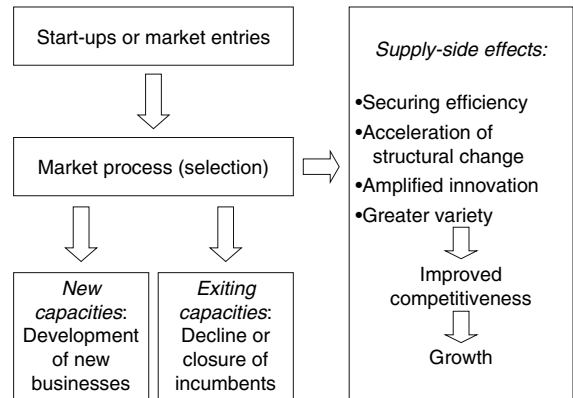 Start-ups or market entries
Market process (selection)
New
capacities:
Development
of new
businesses
Exiting
capacities:
Decline or
closure of
incumbents
Supply-side effects:
•Securing efficiency
•Acceleration of
structural change
•Amplified innovation
•Greater variety
Improved
competitiveness
Growth